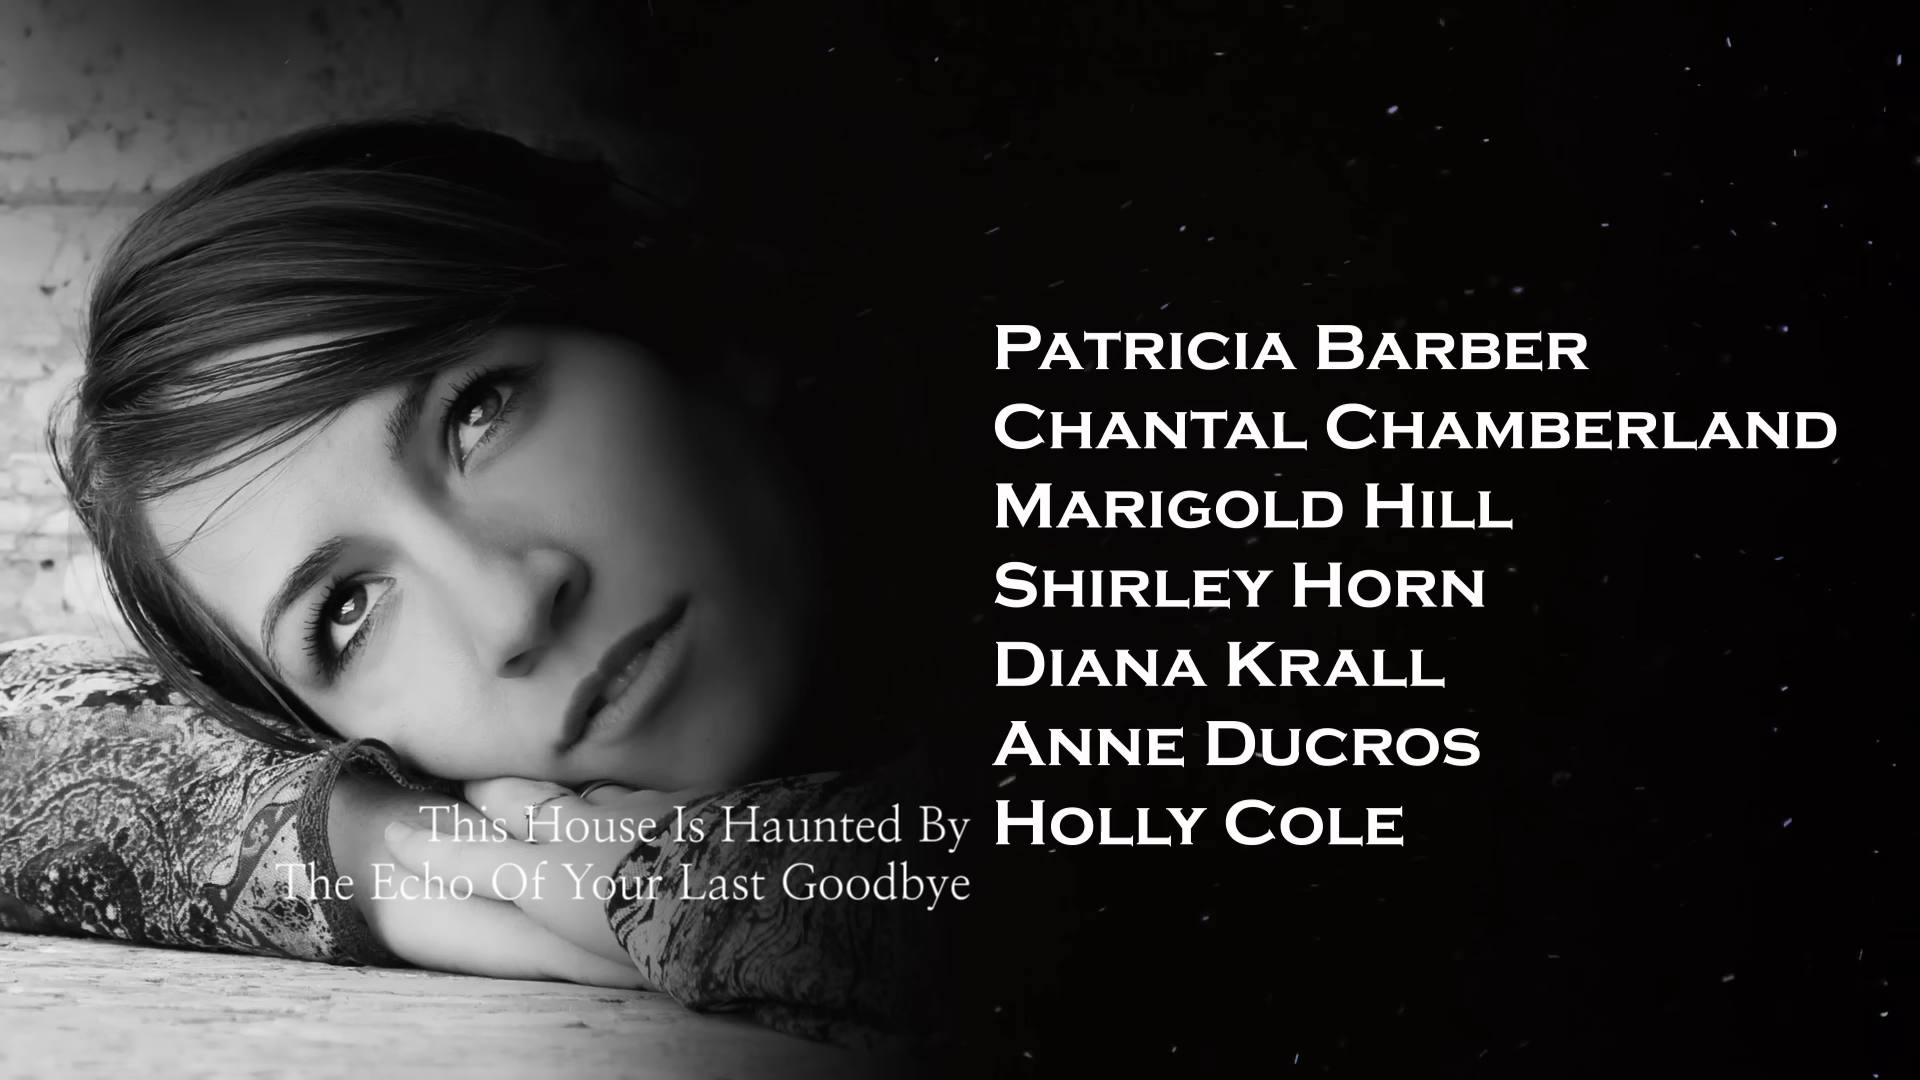 This House Is Haunted By
The Echo Of Your Last Goodbye
Patricia Barber
Chantal Chamberland
Marigold Hill
Shirley Horn
Diana Krall
Anne Ducros
Holly Cole